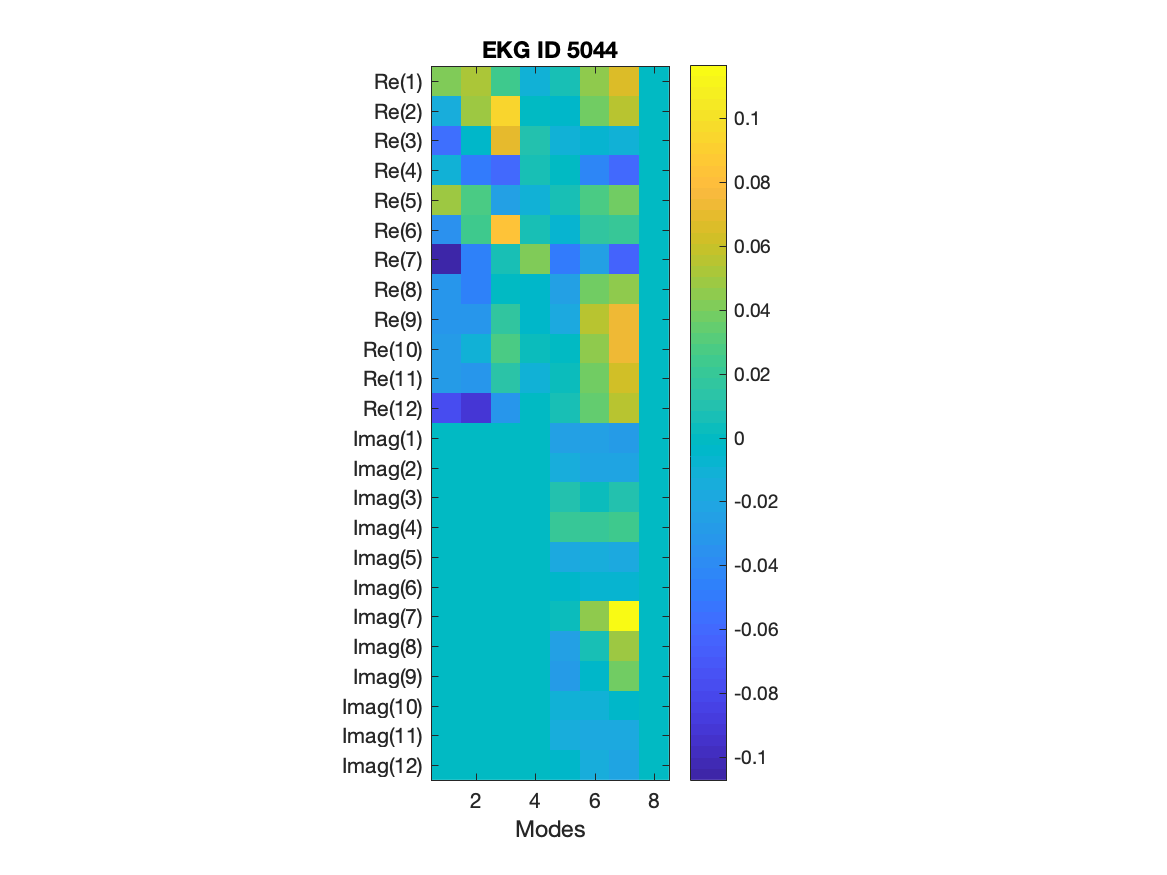 EKG ID 5044
Re(1)
Re(2)
Re(3)
Re(4)
Re(5)
Re(6)
Re(7)
Re(8)
Re(9)
Re(10)
Re(11)
Re(12)
Imag(1)
Imag(2)
Imag(3)
Imag(4)
Imag(5)
Imag(6)
Imag(7)
Imag(8)
Imag(9)
Imag(10)
Imag(11)
Imag(12)
2 4 6 8
Modes
0.1
0.08
0.06
0.04
0.02
0
-0.02
-0.04
-0.06
-0.08
-0.1